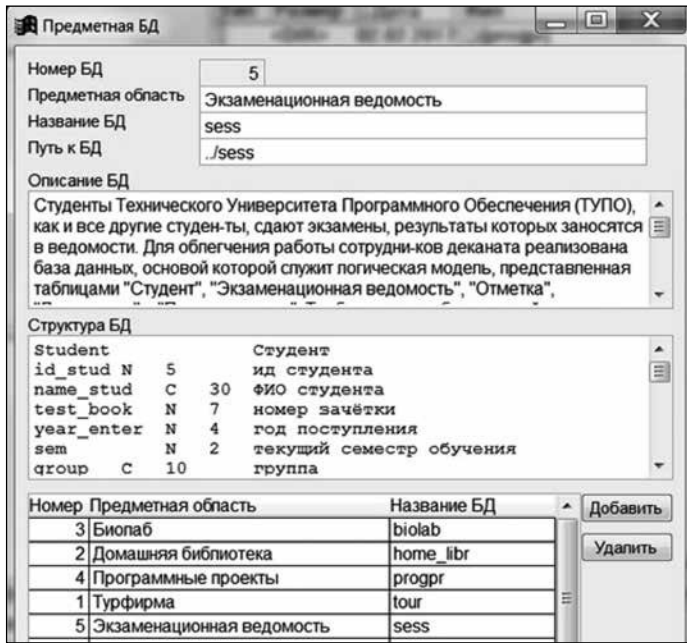 Предметная БД
Номер БД 5
Предметная область Экзаменационная ведомость
Название БД sess
Путь к БД ../sess
Описание БД
Студенты Технического Университета Программного Обеспечения (ТУПО),
как и все другие студен-ты, сдают экзамены, результаты которых заносятся
в ведомости. Для облегчения работы сотрудни-ков деканата реализована
база данных, основой которой служит логическая модель, представленная
таблицами "Студент", "Экзаменационная ведомость", "Отметка",
Структура БД
Student Студент
id_stud N 5 ид студента
name_stud C 30 ФИО студента
test_book N 7 номер зачётки
year_enter N 4 год поступления
sem N 2 текущий семестр обучения
group C 10 группа
Номер Предметная область Название БД Добавить
3 Биолаб biolab
2 Домашняя библиотека home_libr Удалить
4 Программные проекты progpr
1 Турфирма tour
5 Экзаменационная ведомость sess